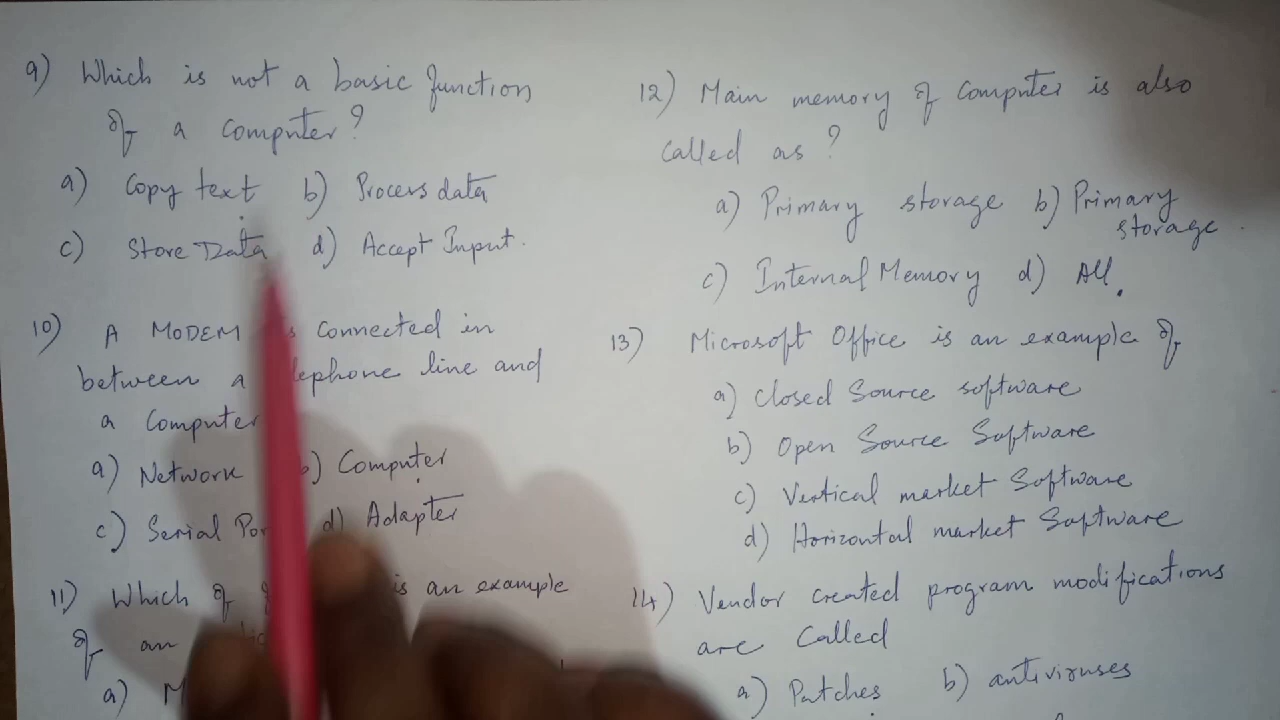 9) Which is not a basic function
of a Computer?
a) Copy text b) Process data
c) Store Data d) Accept Input.
10) A MODEM is connected in
between a telephone line and
a Computer
a) Network b) Computer
c) Serial Port d) Adapter
11) Which of is an example
of an
a)
12) Main memory of Computer is also
called as?
a) Primary storage b) Primary
storage.
c) Internal Memory d) All.
13) Microsoft Office is an example of
a) Closed Source software
b) Open Source Software
c) Vertical market Software
d) Horizontal market Software
14) Vendor created program modifications
are Called
a) Patches b) antiviruses